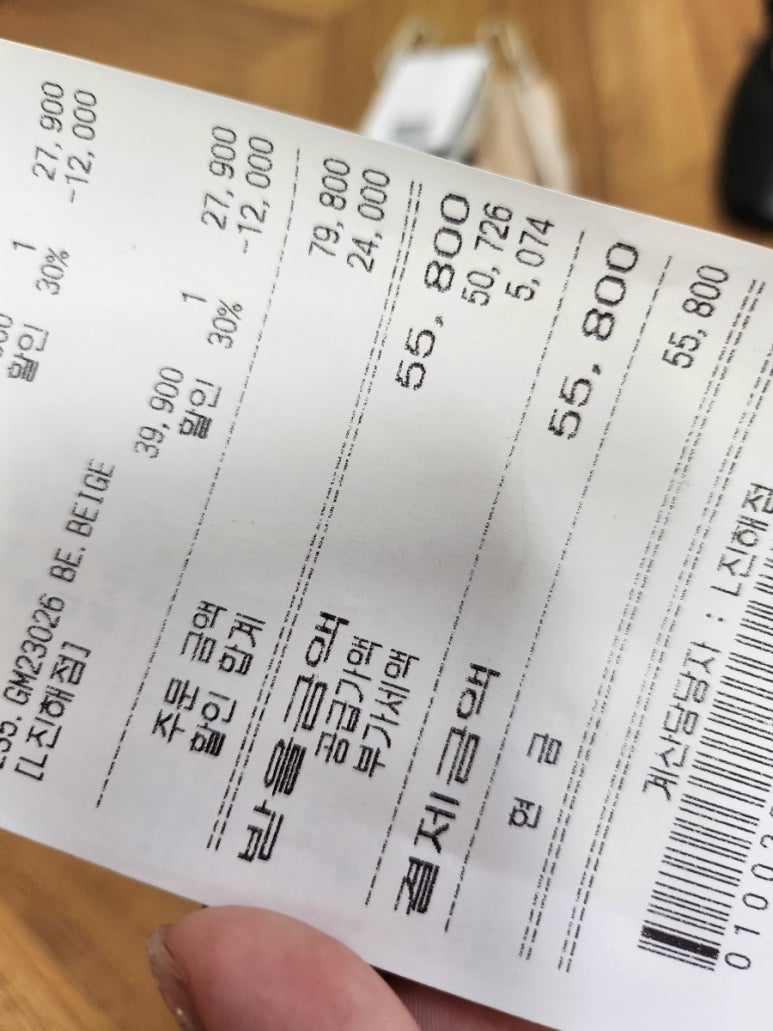 1 27,900
할인 30% -12,000
GM23026 BE.BEIGE
[L진해점]
39,900 1 27,900
할인 30% -12,000
주문 금액 79,800
할인 합계 24,000
받을금액 55,800
공급가액 50,726
부가세액 5,074
결제금액 55,800
현 금 55,800
계산담당자 : L진해점